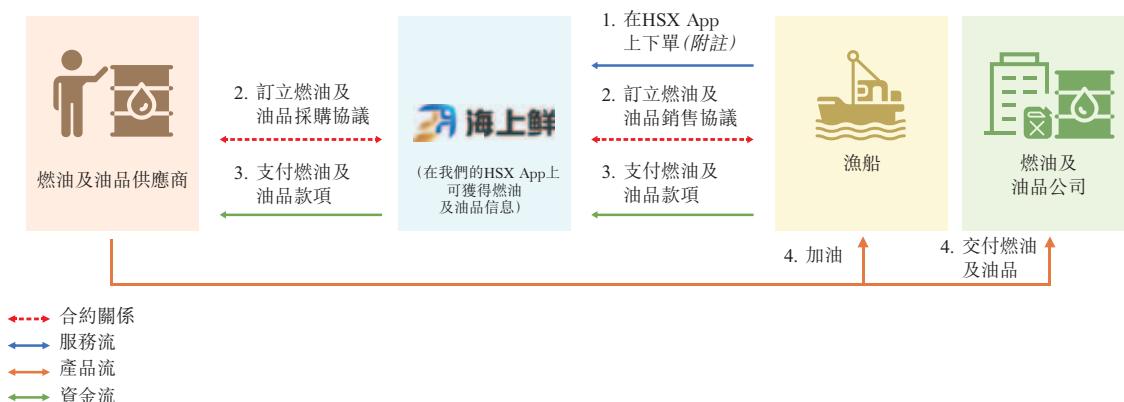 燃油及油品供應商
2. 訂立燃油及
油品採購協議
3. 支付燃油及
油品款項
海上鲜
(在我們的HSX App上
可獲得燃油
及油品信息)
1. 在HSX App
上下單(附註)
2. 訂立燃油及
油品銷售協議
3. 支付燃油及
油品款項
漁船
燃油及
油品公司
4. 加油
4. 交付燃油
及油品
合約關係
服務流
產品流
資金流